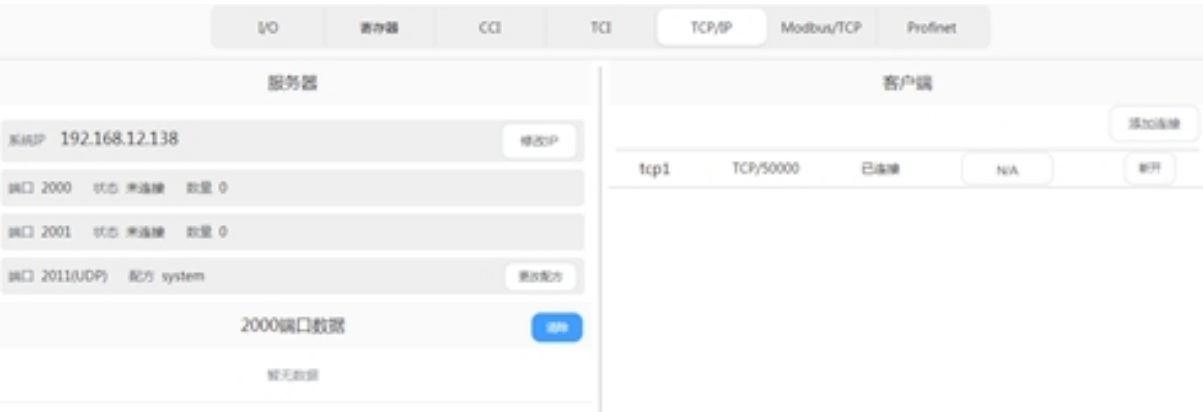 I/O 寄存器 CCI TCI TCP/IP Modbus/TCP Profinet
服务器
系统IP 192.168.12.138 修改IP
端口 2000 状态 未连接 数量 0
端口 2001 状态 未连接 数量 0
端口 2011(UDP) 配方 system 更改配方
2000端口数据 清除
暂无数据
客户端
添加连接
tcp1 TCP/50000 已连接 N/A 断开